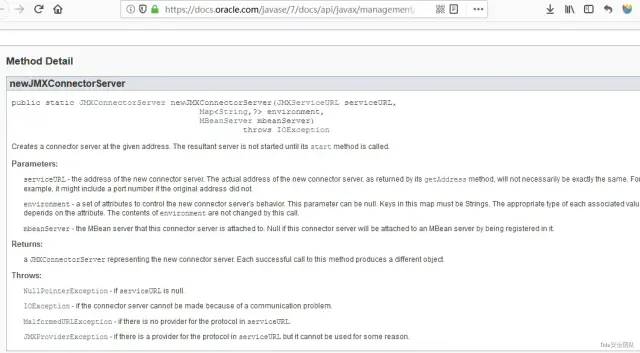 https://docs.oracle.com/javase/7/docs/api/javax/management/
Method Detail
newJMXConnectorServer
public static JMXConnectorServer newJMXConnectorServer(JMXServiceURL serviceURL,
Map<String,?> environment,
MBeanServer mbeanServer)
throws IOException
Creates a connector server at the given address. The resultant server is not started until its start method is called.
Parameters:
serviceURL - the address of the new connector server. The actual address of the new connector server, as returned by its getAddress method, will not necessarily be exactly the same. For
example, it might include a port number if the original address did not.
environment - a set of attributes to control the new connector server's behavior. This parameter can be null. Keys in this map must be Strings. The appropriate type of each associated valu
depends on the attribute. The contents of environment are not changed by this call.
mbeanServer - the MBean server that this connector server is attached to. Null if this connector server will be attached to an MBean server by being registered in it.
Returns:
a JMXConnectorServer representing the new connector server. Each successful call to this method produces a different object.
Throws:
NullPointerException - if serviceURL is null.
IOException - if the connector server cannot be made because of a communication problem.
MalformedURLException - if there is no provider for the protocol in serviceURL.
JMXProviderException - if there is a provider for the protocol in serviceURL but it cannot be used for some reason.